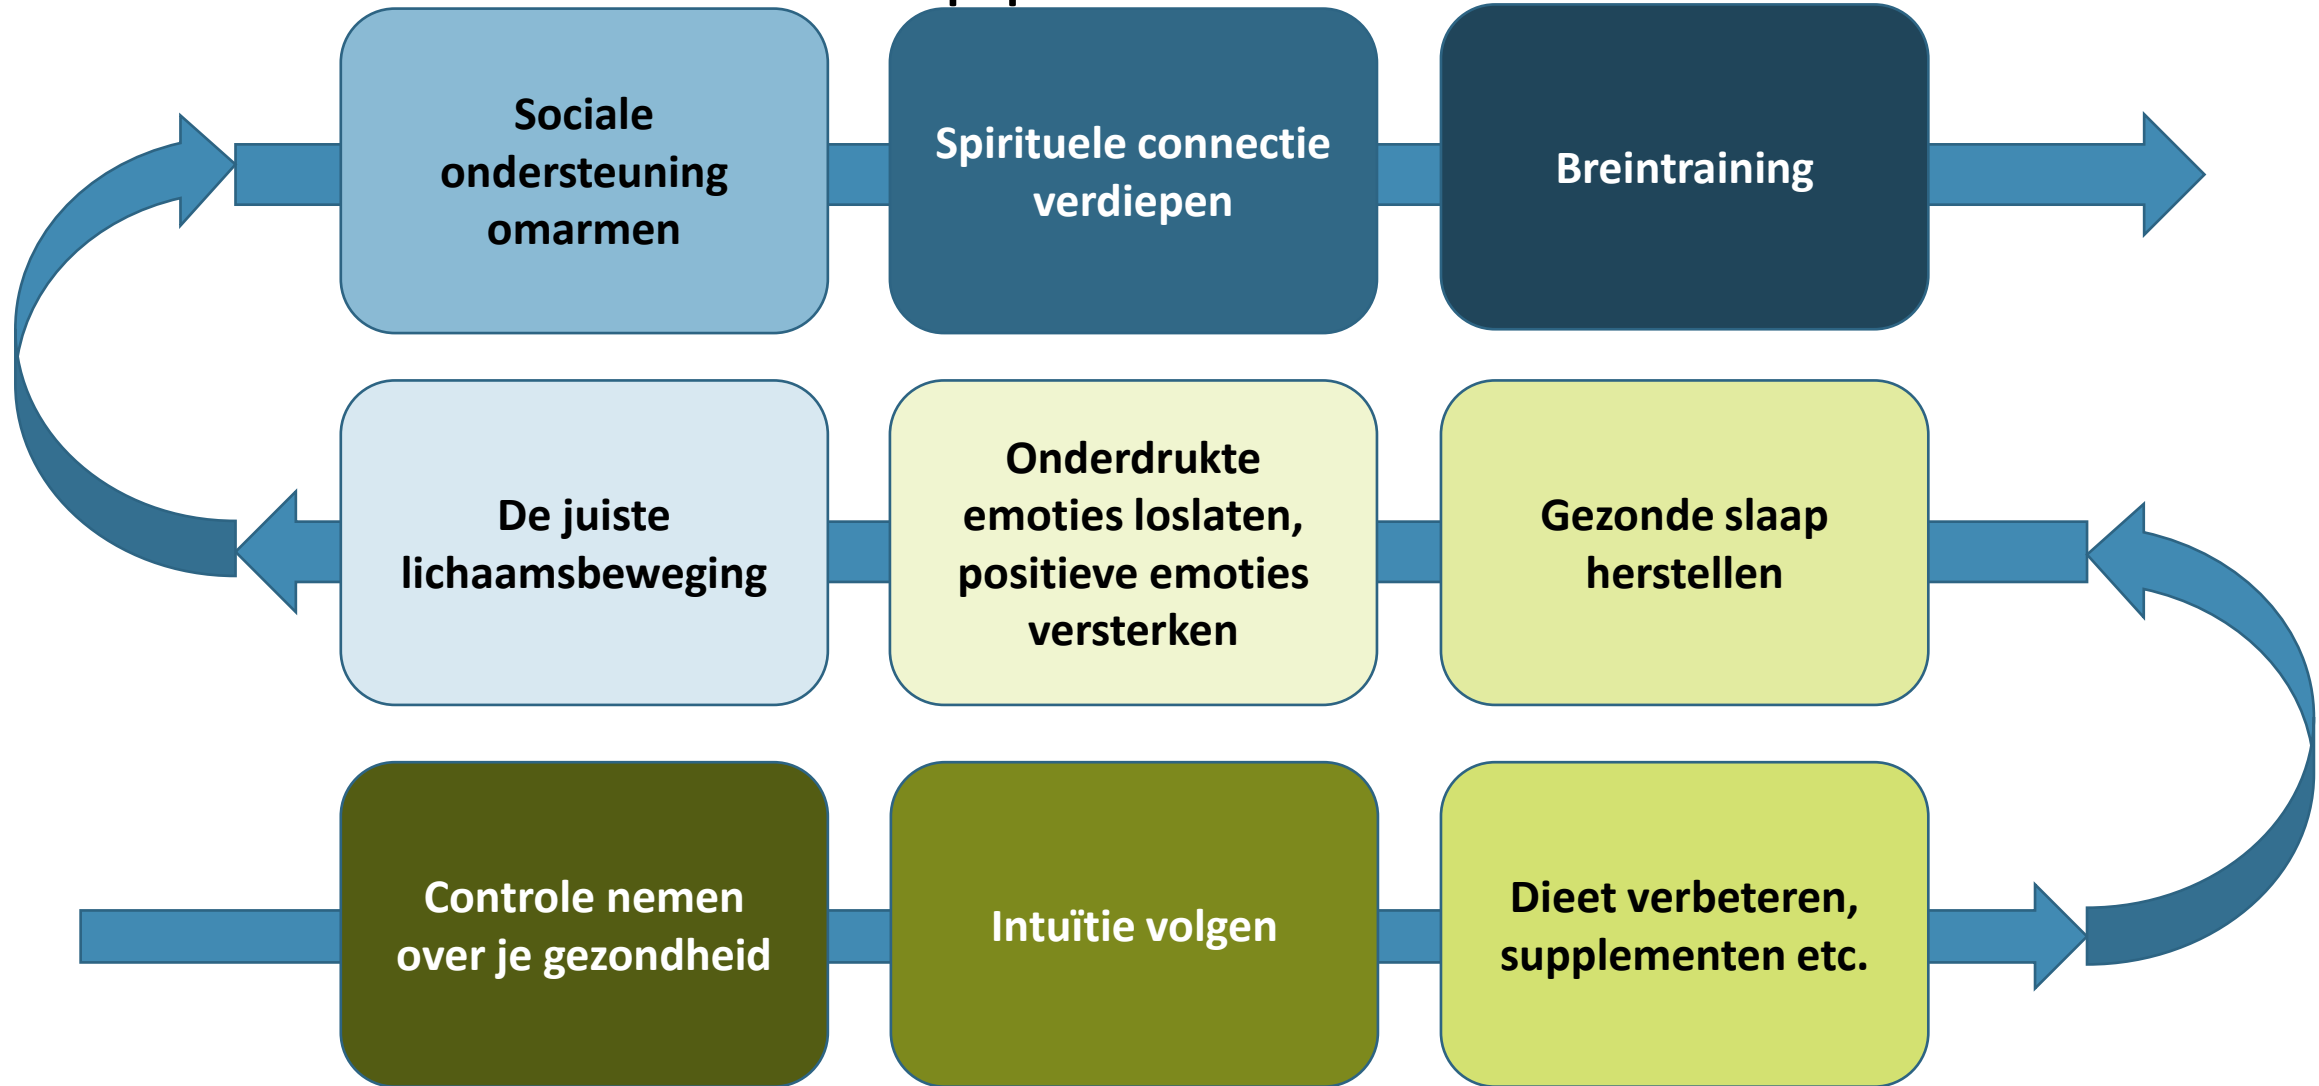 Sociale
ondersteuning
omarmen
Spirituele connectie
verdiepen
Breintraining
De juiste
lichaamsbeweging
Onderdrukte
emoties loslaten,
positieve emoties
versterken
Gezonde slaap
herstellen
Controle nemen
over je gezondheid
Intuïtie volgen
Dieet verbeteren,
supplementen etc.